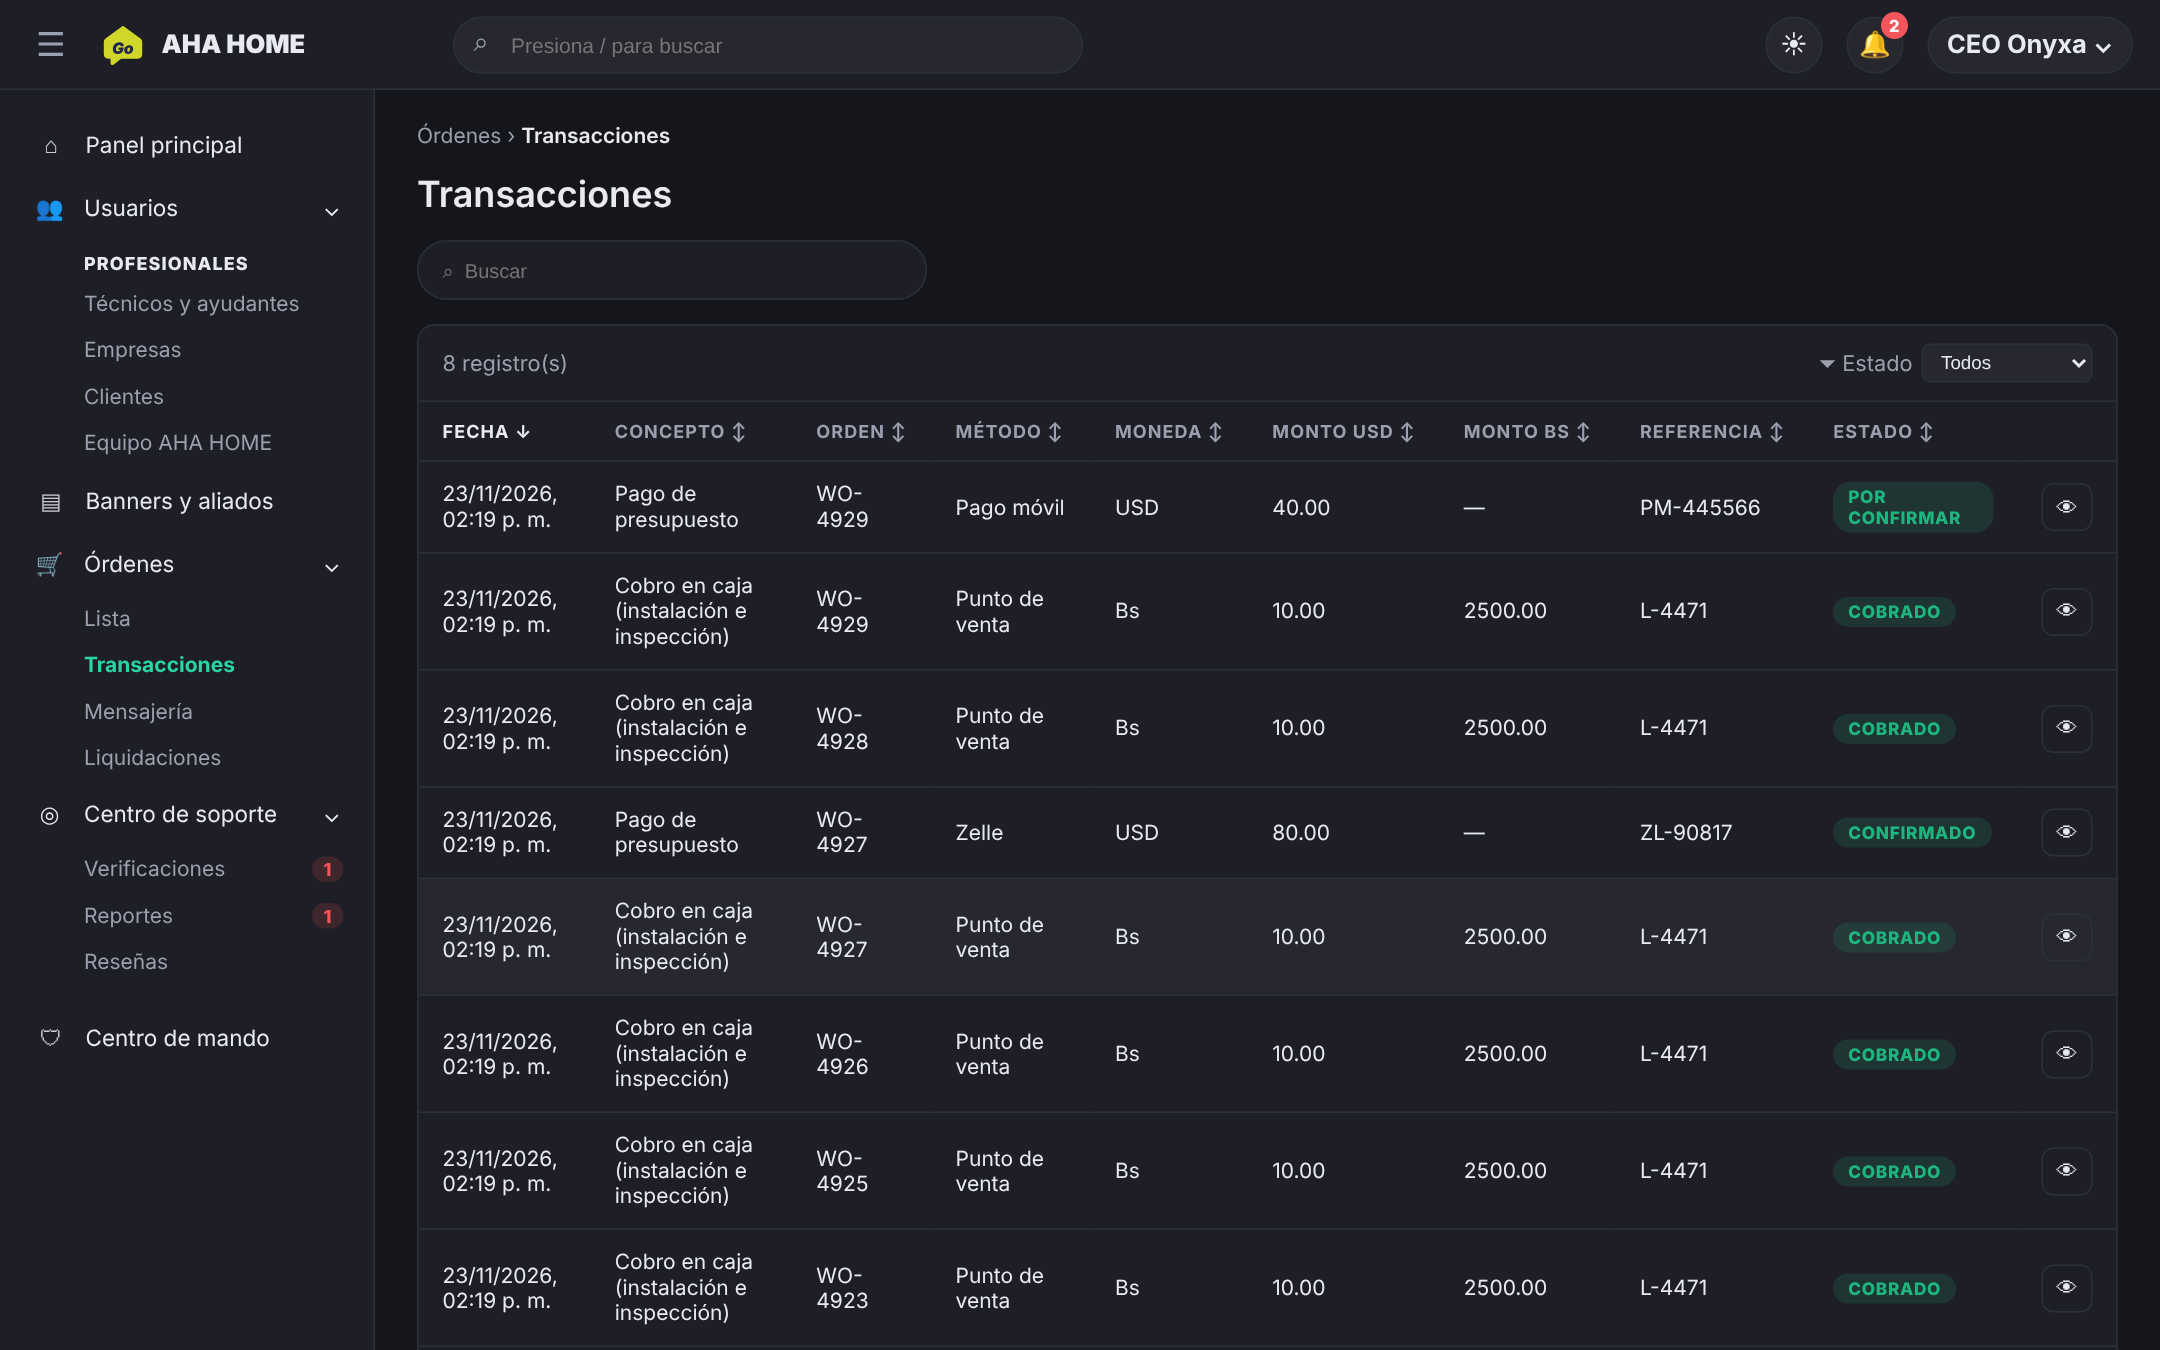 Go
AHA HOME
Presiona / para buscar
2
CEO Onyxa
Panel principal
Usuarios
PROFESIONALES
Técnicos y ayudantes
Empresas
Clientes
Equipo AHA HOME
Banners y aliados
Órdenes
Lista
Transacciones
Mensajería
Liquidaciones
Centro de soporte
Verificaciones 1
Reportes 1
Reseñas
Centro de mando
Órdenes › Transacciones
Transacciones
Buscar
8 registro(s)
Estado Todos
FECHA ↓ CONCEPTO ↕ ORDEN ↕ MÉTODO ↕ MONEDA ↕ MONTO USD ↕ MONTO BS ↕ REFERENCIA ↕ ESTADO ↕
23/11/2026, 02:19 p. m. Pago de presupuesto WO-4929 Pago móvil USD 40.00 — PM-445566 POR CONFIRMAR
23/11/2026, 02:19 p. m. Cobro en caja (instalación e inspección) WO-4929 Punto de venta Bs 10.00 2500.00 L-4471 COBRADO
23/11/2026, 02:19 p. m. Cobro en caja (instalación e inspección) WO-4928 Punto de venta Bs 10.00 2500.00 L-4471 COBRADO
23/11/2026, 02:19 p. m. Pago de presupuesto WO-4927 Zelle USD 80.00 — ZL-90817 CONFIRMADO
23/11/2026, 02:19 p. m. Cobro en caja (instalación e inspección) WO-4927 Punto de venta Bs 10.00 2500.00 L-4471 COBRADO
23/11/2026, 02:19 p. m. Cobro en caja (instalación e inspección) WO-4926 Punto de venta Bs 10.00 2500.00 L-4471 COBRADO
23/11/2026, 02:19 p. m. Cobro en caja (instalación e inspección) WO-4925 Punto de venta Bs 10.00 2500.00 L-4471 COBRADO
23/11/2026, 02:19 p. m. Cobro en caja (instalación e inspección) WO-4923 Punto de venta Bs 10.00 2500.00 L-4471 COBRADO